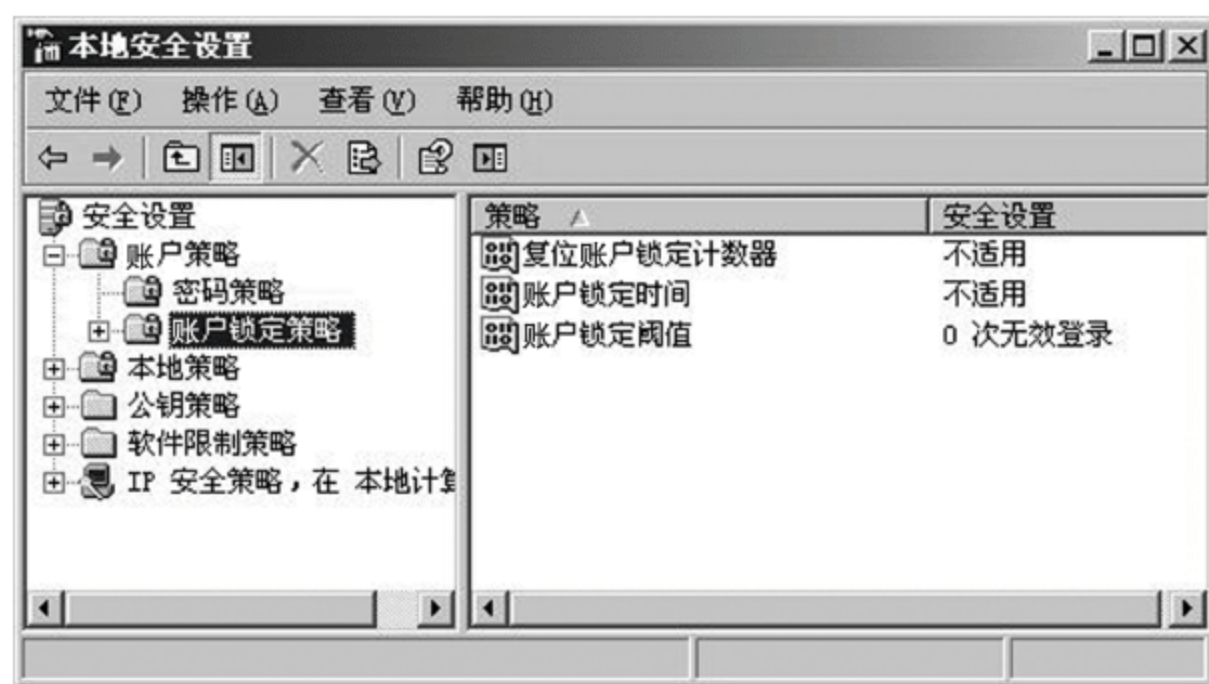 本地安全设置
文件(F) 操作(A) 查看(V) 帮助(H)
安全设置
账户策略
密码策略
账户锁定策略
本地策略
公钥策略
软件限制策略
IP 安全策略，在 本地计算
策略 安全设置
复位账户锁定计数器 不适用
账户锁定时间 不适用
账户锁定阈值 0 次无效登录